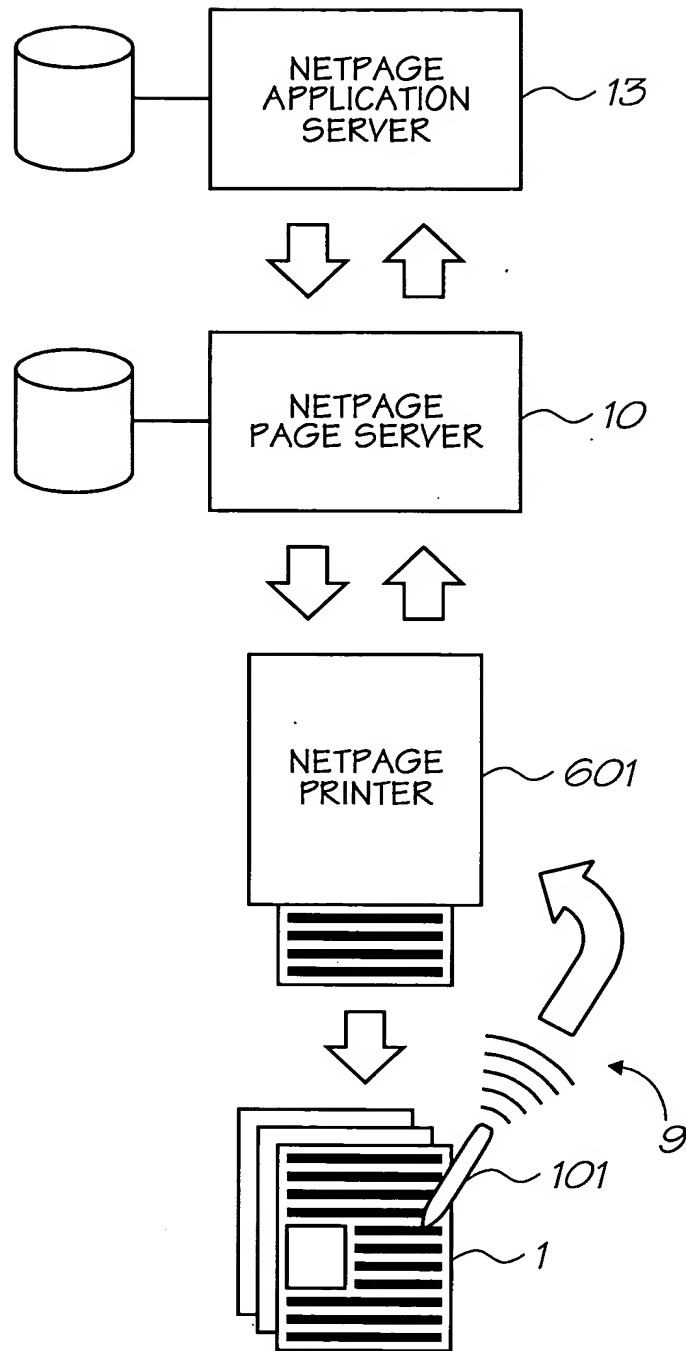 NETPAGE
APPLICATION
SERVER
13
NETPAGE
PAGE SERVER
10
NETPAGE
PRINTER
601
9
101
1